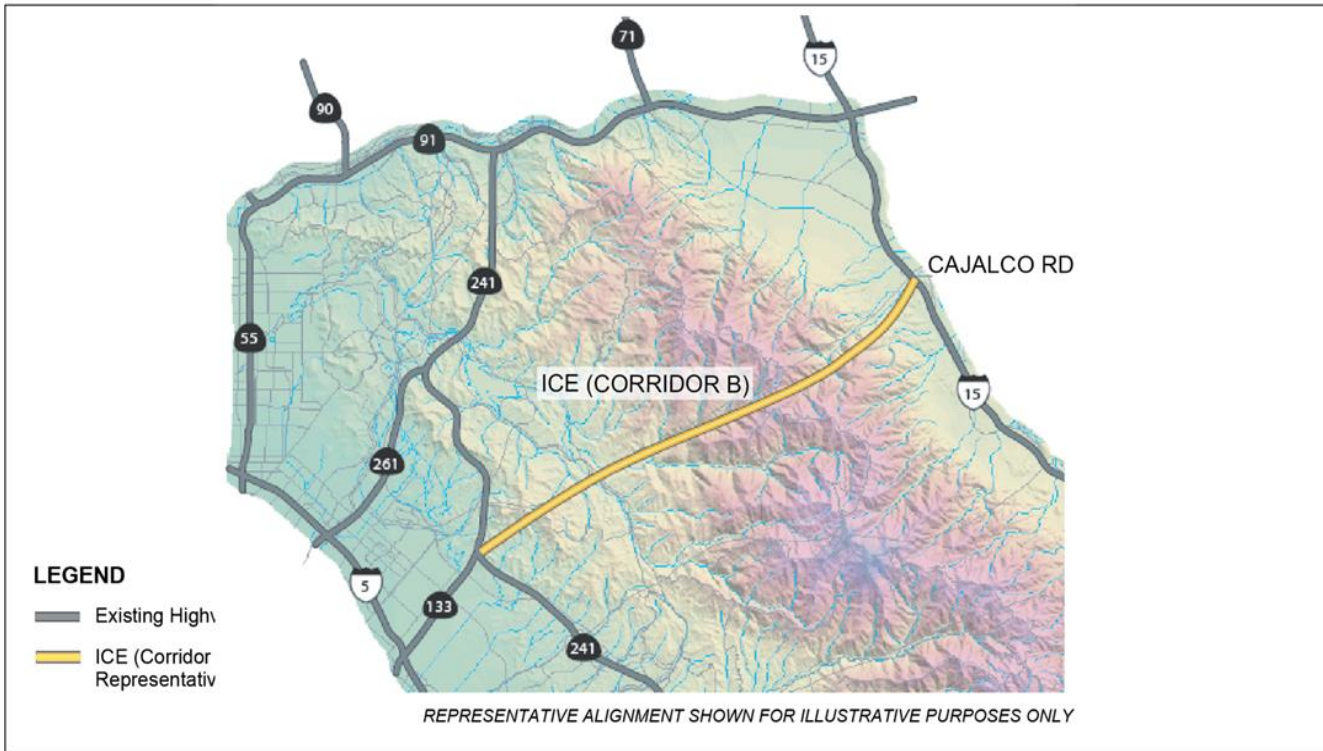 71
15
90
91
CAJALCO RD
241
55
ICE (CORRIDOR B)
15
261
LEGEND
5
Existing Highw
133
ICE (Corridor
Representativ
241
REPRESENTATIVE ALIGNMENT SHOWN FOR ILLUSTRATIVE PURPOSES ONLY